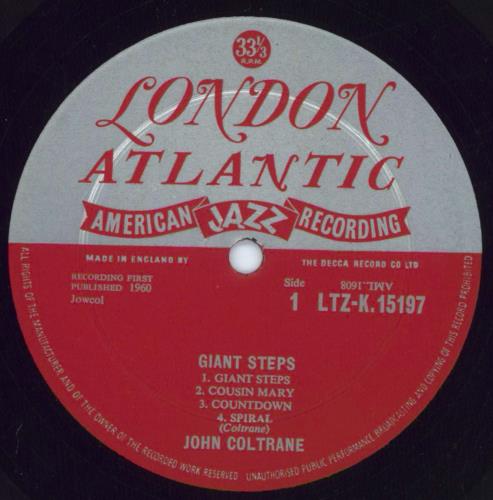 33⅓
R.P.M.
LONDON
ATLANTIC
AMERICAN JAZZ RECORDING
MADE IN ENGLAND BY THE DECCA RECORD CO LTD
RECORDING FIRST
PUBLISHED 1960
Jowcol
Side
1
AMEL.1608
LTZ-K.15197
GIANT STEPS
1. GIANT STEPS
2. COUSIN MARY
3. COUNTDOWN
4. SPIRAL
(Coltrane)
JOHN COLTRANE
ALL RIGHTS OF THE MANUFACTURER AND OF THE OWNER OF THE RECORDED WORK RESERVED UNAUTHORISED PUBLIC PERFORMANCE BROADCASTING AND COPYING OF THIS RECORD PROHIBITED